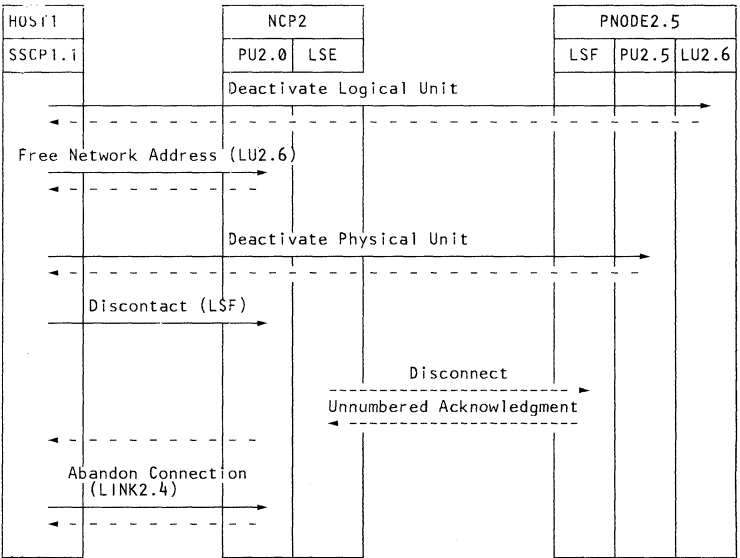 HOST1 NCP2 PNODE2.5
SSCP1.1 PU2.0 LSE LSF PU2.5 LU2.6
Deactivate Logical Unit
Free Network Address (LU2.6)
Deactivate Physical Unit
Discontact (LSF)
Disconnect
Unnumbered Acknowledgment
Abandon Connection
(LINK2.4)